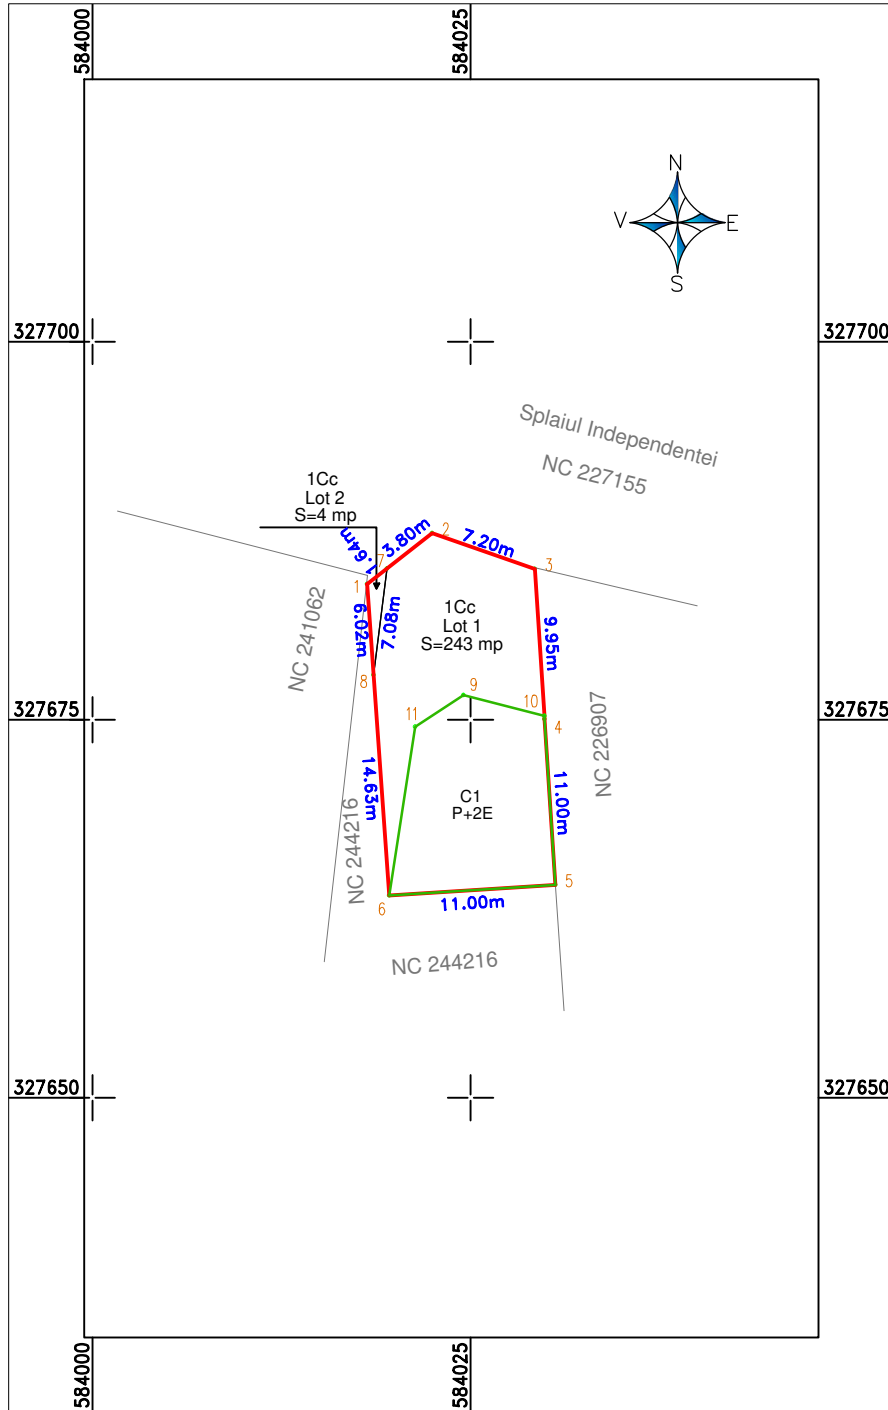 584000
584025
N
V
E
S
327700
327700
Splaiul Independentei
NC 227155
1Cc
Lot 2
S=4 mp
1.64m
3.80m
7.20m
1
7
2
3
6.02m
7.08m
NC 241062
1Cc
Lot 1
S=243 mp
9.95m
8
9
10
11
4
327675
327675
NC 226907
14.63m
C1
P+2E
11.00m
NC 244216
5
6
11.00m
NC 244216
327650
327650
584000
584025